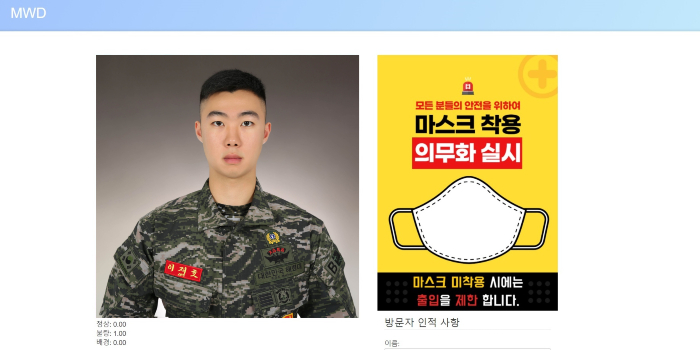 MWD
모든 분들의 안전을 위하여
마스크 착용
의무화 실시
마스크 미착용 시에는
출입을 제한 합니다.
정상: 0.00
불량: 1.00
배경: 0.00
방문자 인적 사항
이름: